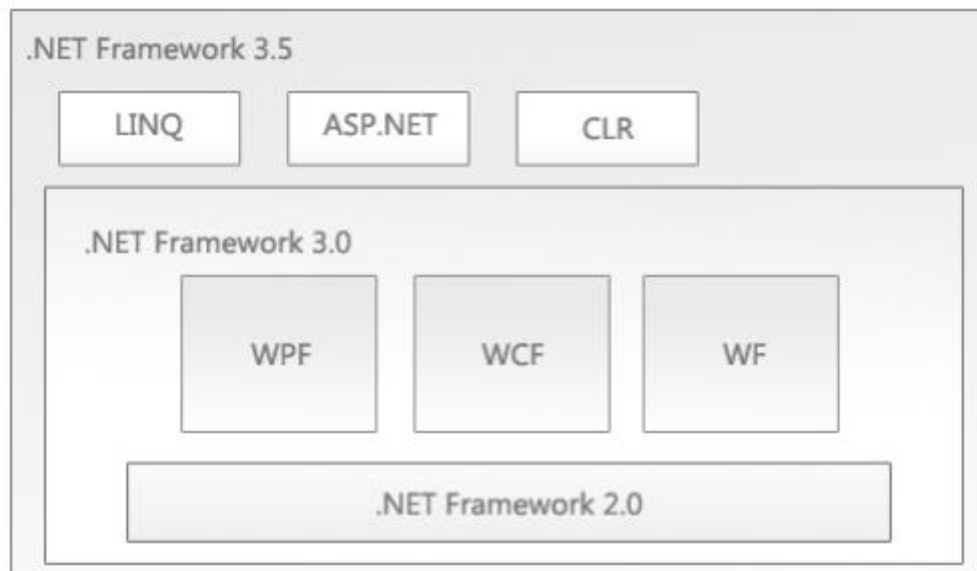 .NET Framework 3.5
LINQ
ASP.NET
CLR
.NET Framework 3.0
WPF
WCF
WF
.NET Framework 2.0